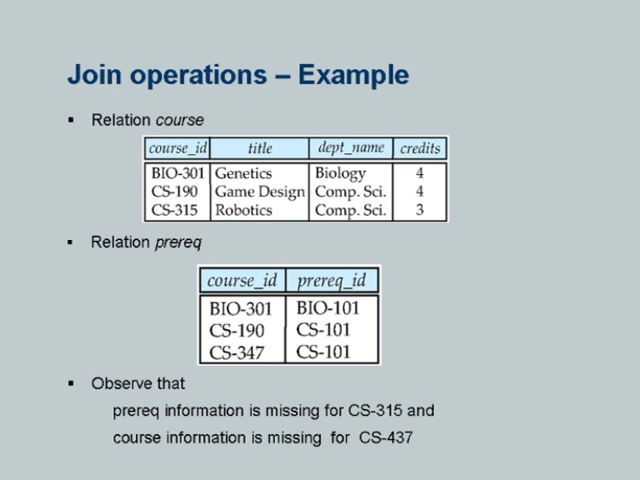 Join operations – Example
▪ Relation course
course_id title dept_name credits
BIO-301 Genetics Biology 4
CS-190 Game Design Comp. Sci. 4
CS-315 Robotics Comp. Sci. 3
▪ Relation prereq
course_id prereq_id
BIO-301 BIO-101
CS-190 CS-101
CS-347 CS-101
▪ Observe that
prereq information is missing for CS-315 and
course information is missing for CS-437